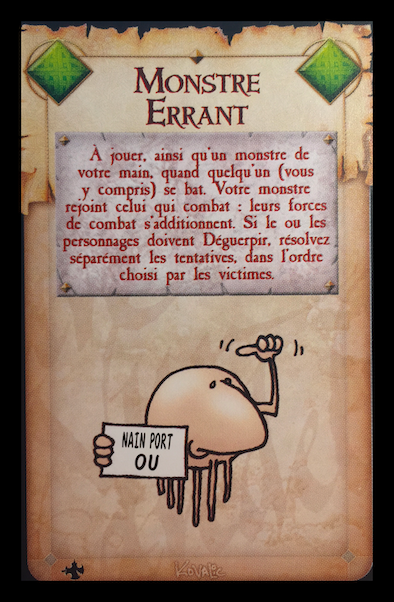 MONSTRE
ERRANT
À jouer, ainsi qu'un monstre de
votre main, quand quelqu'un (vous
y compris) se bat. Votre monstre
rejoint celui qui combat : leurs forces
de combat s'additionnent. Si le ou les
personnages doivent Déguerpir, résolvez
séparément les tentatives, dans l'ordre
choisi par les victimes.
NAIN PORT
OU
KOVALIC